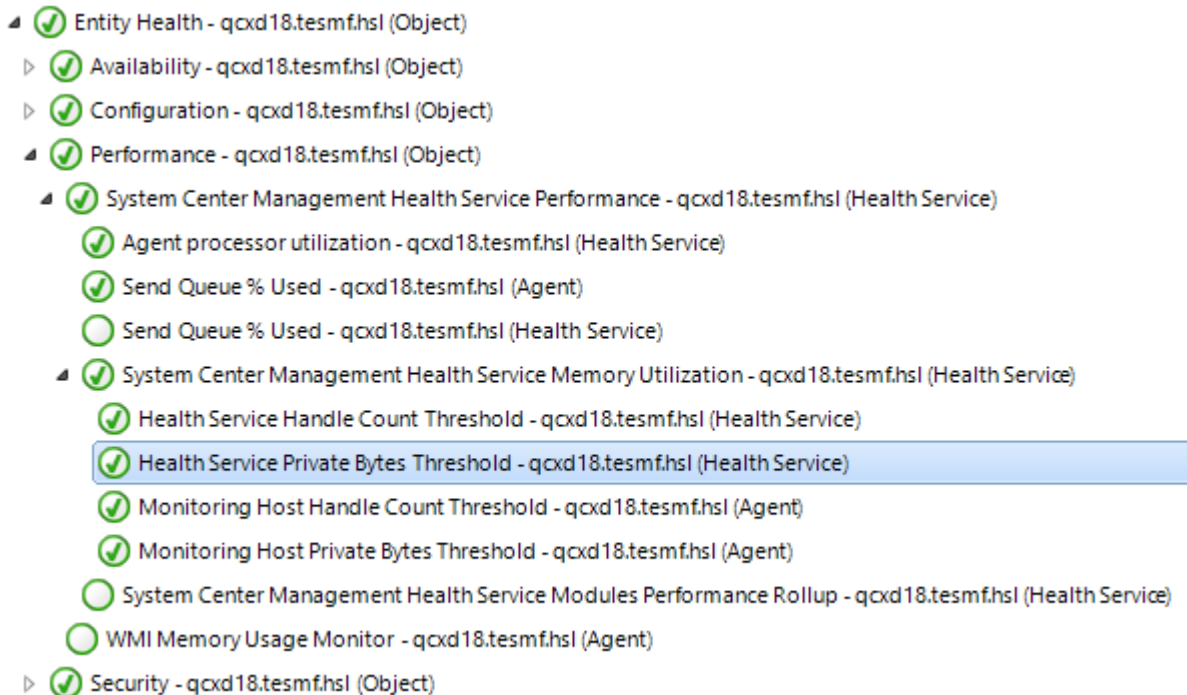 Entity Health - qcxd18.tesmf.hsl (Object)
Availability - qcxd18.tesmf.hsl (Object)
Configuration - qcxd18.tesmf.hsl (Object)
Performance - qcxd18.tesmf.hsl (Object)
System Center Management Health Service Performance - qcxd18.tesmf.hsl (Health Service)
Agent processor utilization - qcxd18.tesmf.hsl (Health Service)
Send Queue % Used - qcxd18.tesmf.hsl (Agent)
Send Queue % Used - qcxd18.tesmf.hsl (Health Service)
System Center Management Health Service Memory Utilization - qcxd18.tesmf.hsl (Health Service)
Health Service Handle Count Threshold - qcxd18.tesmf.hsl (Health Service)
Health Service Private Bytes Threshold - qcxd18.tesmf.hsl (Health Service)
Monitoring Host Handle Count Threshold - qcxd18.tesmf.hsl (Agent)
Monitoring Host Private Bytes Threshold - qcxd18.tesmf.hsl (Agent)
System Center Management Health Service Modules Performance Rollup - qcxd18.tesmf.hsl (Health Service)
WMI Memory Usage Monitor - qcxd18.tesmf.hsl (Agent)
Security - qcxd18.tesmf.hsl (Object)